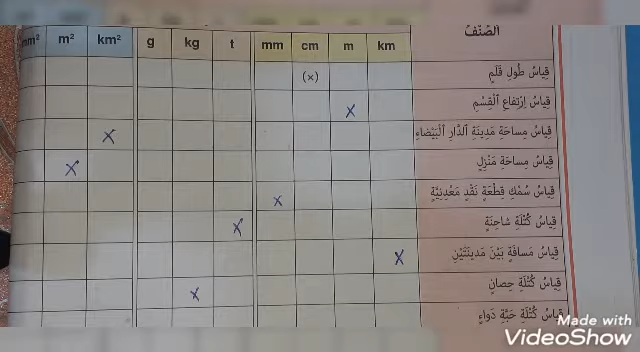 الصِّنْفُ km m cm mm t kg g km² m² mm²
قِياسُ طُولِ قَلَمٍ (x)
قِياسُ اِرْتِفاعِ الْقِسْمِ x
قِياسُ مِساحَةِ مَدينَةِ الدَّارِ الْبَيْضاءِ x
قِياسُ مِساحَةِ مَنْزِلٍ x
قِياسُ سُمْكِ قِطْعَةِ نَقْدٍ مَعْدِنِيَّةٍ x
قِياسُ كُتْلَةِ شاحِنَةٍ x
قِياسُ مَسافَةٍ بَيْنَ مَدينَتَيْنِ x
قِياسُ كُتْلَةِ حِصانٍ x
قِياسُ كُتْلَةِ حَبَّةِ دَواءٍ
Made with
VideoShow